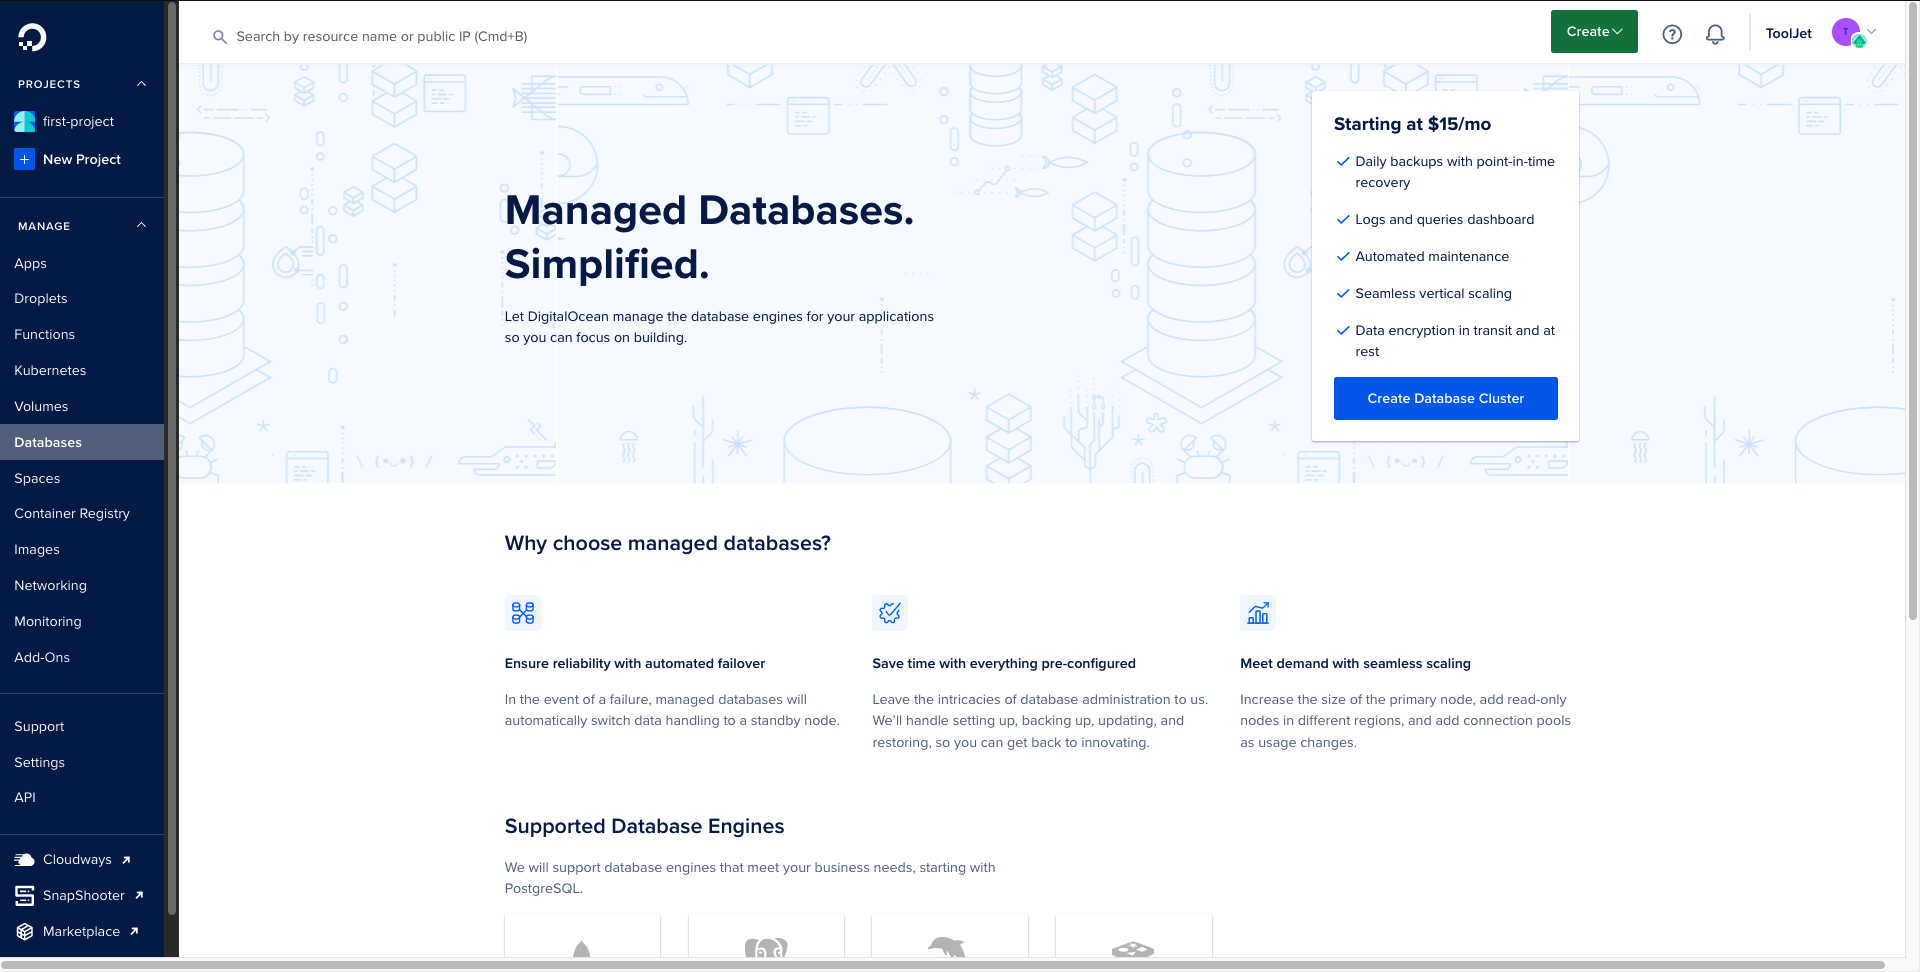 Search by resource name or public IP (Cmd+B)
Create
ToolJet
T
PROJECTS
first-project
New Project
MANAGE
Apps
Droplets
Functions
Kubernetes
Volumes
Databases
Spaces
Container Registry
Images
Networking
Monitoring
Add-Ons
Support
Settings
API
Cloudways
SnapShooter
Marketplace
Managed Databases.
Simplified.
Let DigitalOcean manage the database engines for your applications
so you can focus on building.
Starting at $15/mo
Daily backups with point-in-time
recovery
Logs and queries dashboard
Automated maintenance
Seamless vertical scaling
Data encryption in transit and at
rest
Create Database Cluster
Why choose managed databases?
Ensure reliability with automated failover
In the event of a failure, managed databases will
automatically switch data handling to a standby node.
Save time with everything pre-configured
Leave the intricacies of database administration to us.
We'll handle setting up, backing up, updating, and
restoring, so you can get back to innovating.
Meet demand with seamless scaling
Increase the size of the primary node, add read-only
nodes in different regions, and add connection pools
as usage changes.
Supported Database Engines
We will support database engines that meet your business needs, starting with
PostgreSQL.